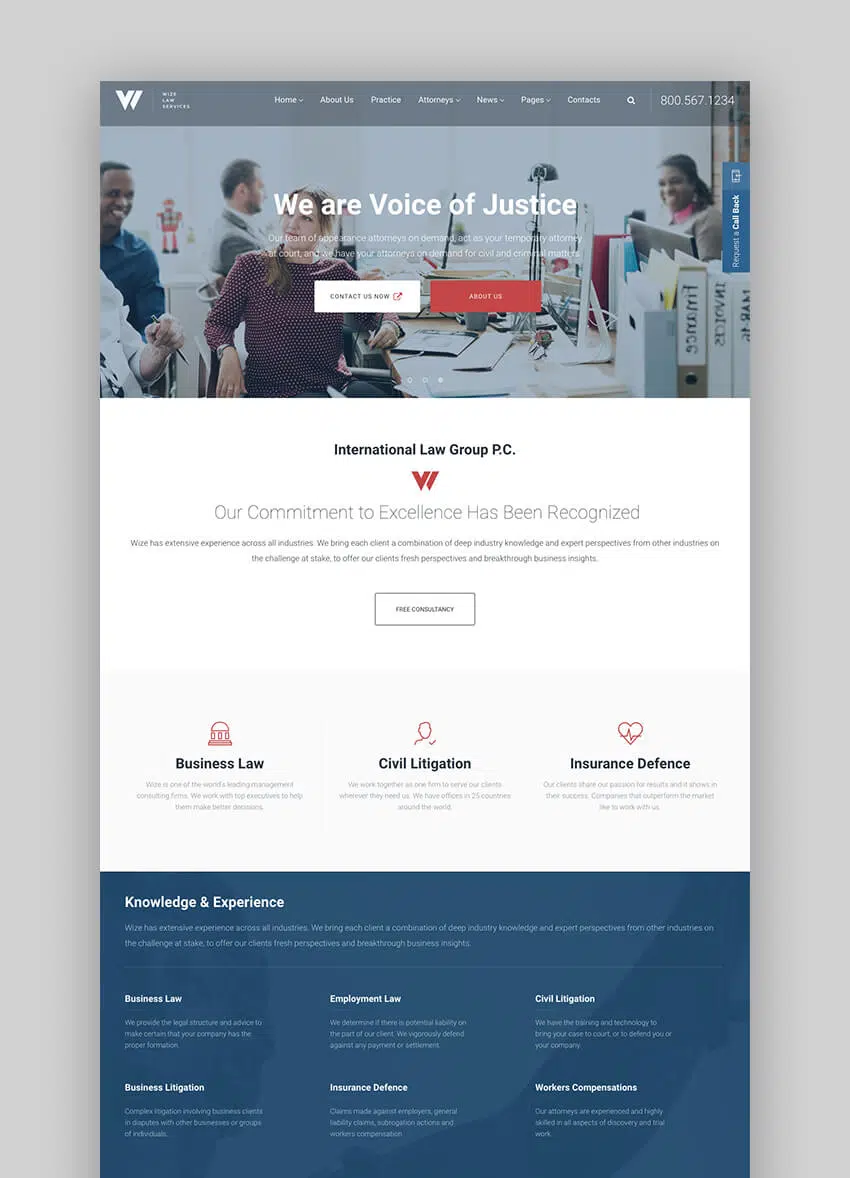 WIZE
LAW
SERVICES
Home
About Us
Practice
Attorneys
News
Pages
Contacts
800.567.1234
Request a Call Back
We are Voice of Justice
Our team of appearance attorneys on demand, act as your temporary attorney
at court, and we have your attorneys on demand for civil and criminal matters.
CONTACT US NOW
ABOUT US
Finance
INVOICES
International Law Group P.C.
Our Commitment to Excellence Has Been Recognized
Wize has extensive experience across all industries. We bring each client a combination of deep industry knowledge and expert perspectives from other industries on
the challenge at stake, to offer our clients fresh perspectives and breakthrough business insights.
FREE CONSULTANCY
Business Law
Wize is one of the world's leading management
consulting firms. We work with top executives to help
them make better decisions.
Civil Litigation
We work together as one firm to serve our clients
wherever they need us. We have offices in 25 countries
around the world.
Insurance Defence
Our clients share our passion for results and it shows in
their success. Companies that outperform the market
like to work with us.
Knowledge & Experience
Wize has extensive experience across all industries. We bring each client a combination of deep industry knowledge and expert perspectives from other industries on
the challenge at stake, to offer our clients fresh perspectives and breakthrough business insights.
Business Law
We provide the legal structure and advice to
make certain that your company has the
proper formation.
Employment Law
We determine if there is potential liability on
the part of our client. We vigorously defend
against any payment or settlement.
Civil Litigation
We have the training and technology to
bring your case to court, or to defend you or
your company.
Business Litigation
Complex litigation involving business clients
in disputes with other businesses or groups
of individuals.
Insurance Defence
Claims made against employers, general
liability claims, subrogation actions and
workers compensation.
Workers Compensations
Our attorneys are experienced and highly
skilled in all aspects of discovery and trial
work.